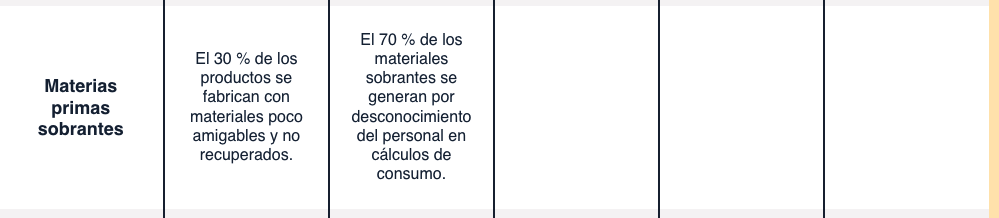 Materias
primas
sobrantes
El 30 % de los
productos se
fabrican con
materiales poco
amigables y no
recuperados.
El 70 % de los
materiales
sobrantes se
generan por
desconocimiento
del personal en
cálculos de
consumo.